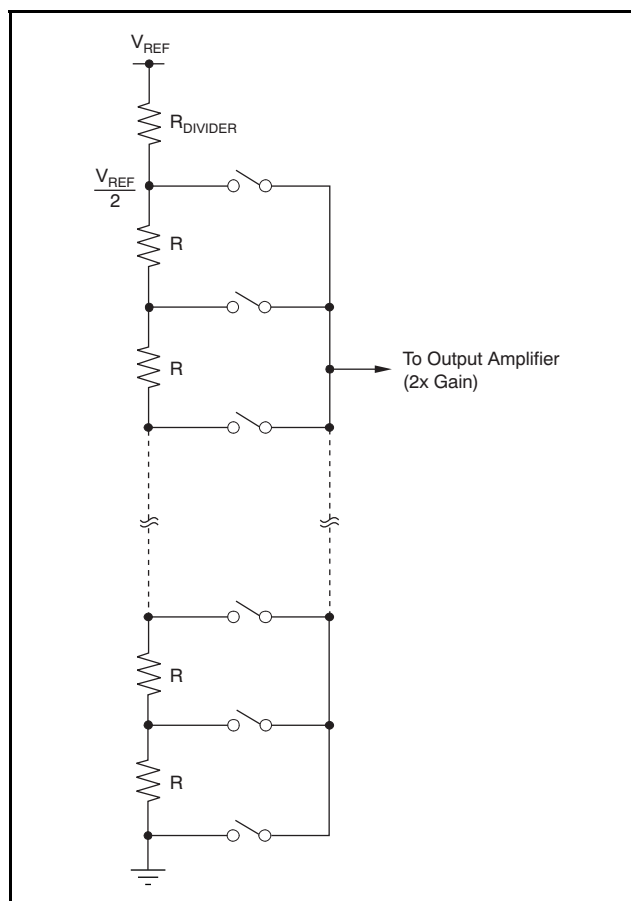 VREF
RDIVIDER
VREF
2
R
R
To Output Amplifier
(2x Gain)
R
R